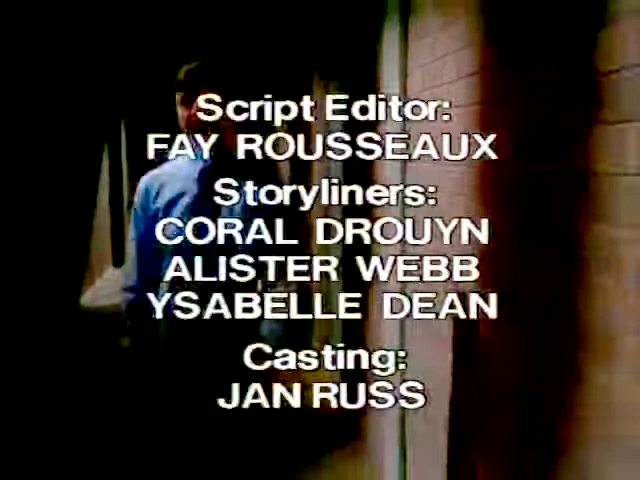 Script Editor:
FAY ROUSSEAUX
Storyliners:
CORAL DROUYN
ALISTER WEBB
YSABELLE DEAN
Casting:
JAN RUSS